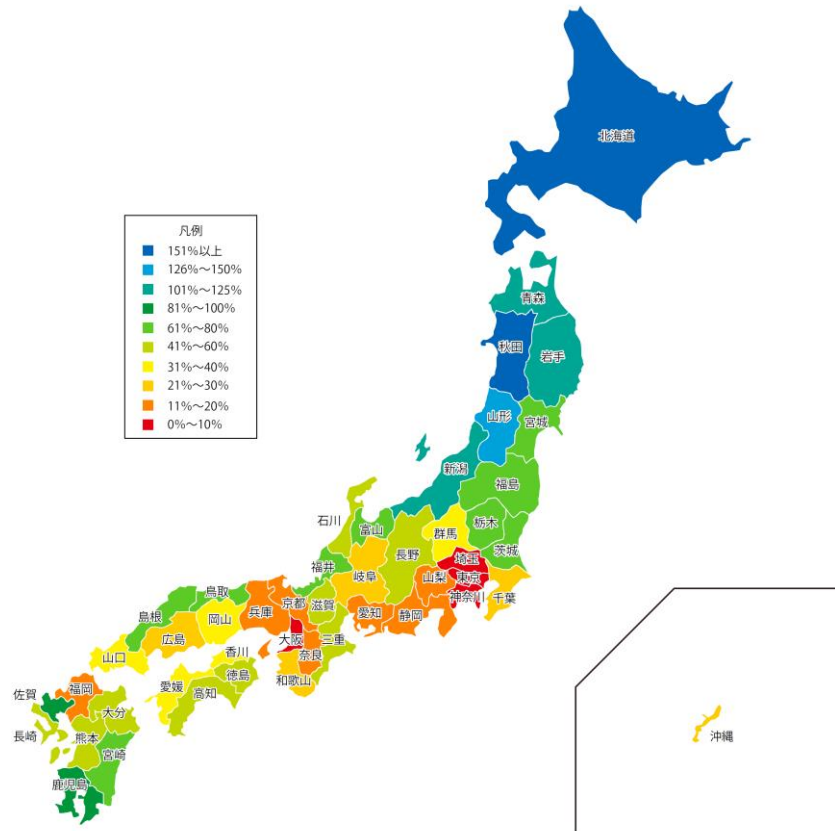 北海道
凡例
151%以上
126%～150%
101%～125%
81%～100%
61%～80%
41%～60%
31%～40%
21%～30%
11%～20%
0%～10%
青森
秋田
岩手
山形
宮城
新潟
福島
石川
富山
群馬
栃木
長野
茨城
福井
岐阜
埼玉
山梨
東京
神奈川
千葉
鳥取
島根
岡山
兵庫
京都
滋賀
愛知
静岡
広島
大阪
三重
奈良
山口
香川
徳島
和歌山
愛媛
高知
佐賀
福岡
大分
長崎
熊本
宮崎
鹿児島
沖縄